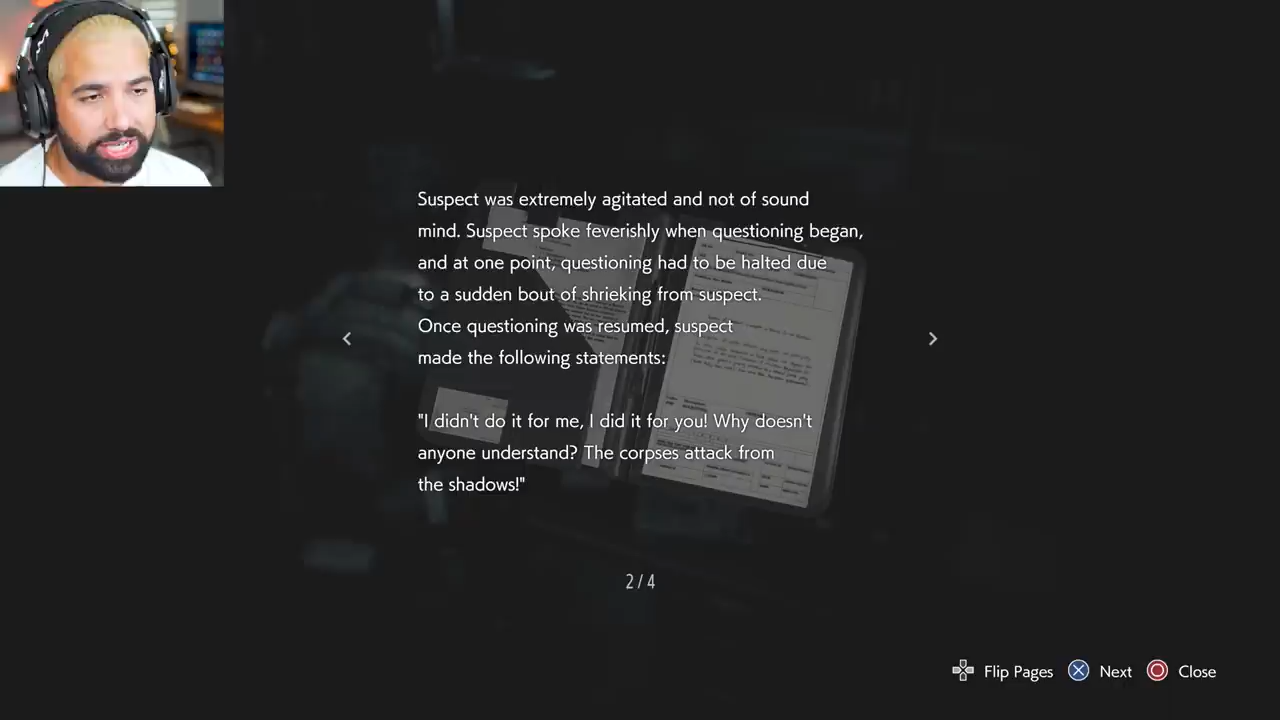 Suspect was extremely agitated and not of sound
mind. Suspect spoke feverishly when questioning began,
and at one point, questioning had to be halted due
to a sudden bout of shrieking from suspect.
Once questioning was resumed, suspect
made the following statements:
"I didn't do it for me, I did it for you! Why doesn't
anyone understand? The corpses attack from
the shadows!"
2 / 4
Flip Pages Next Close